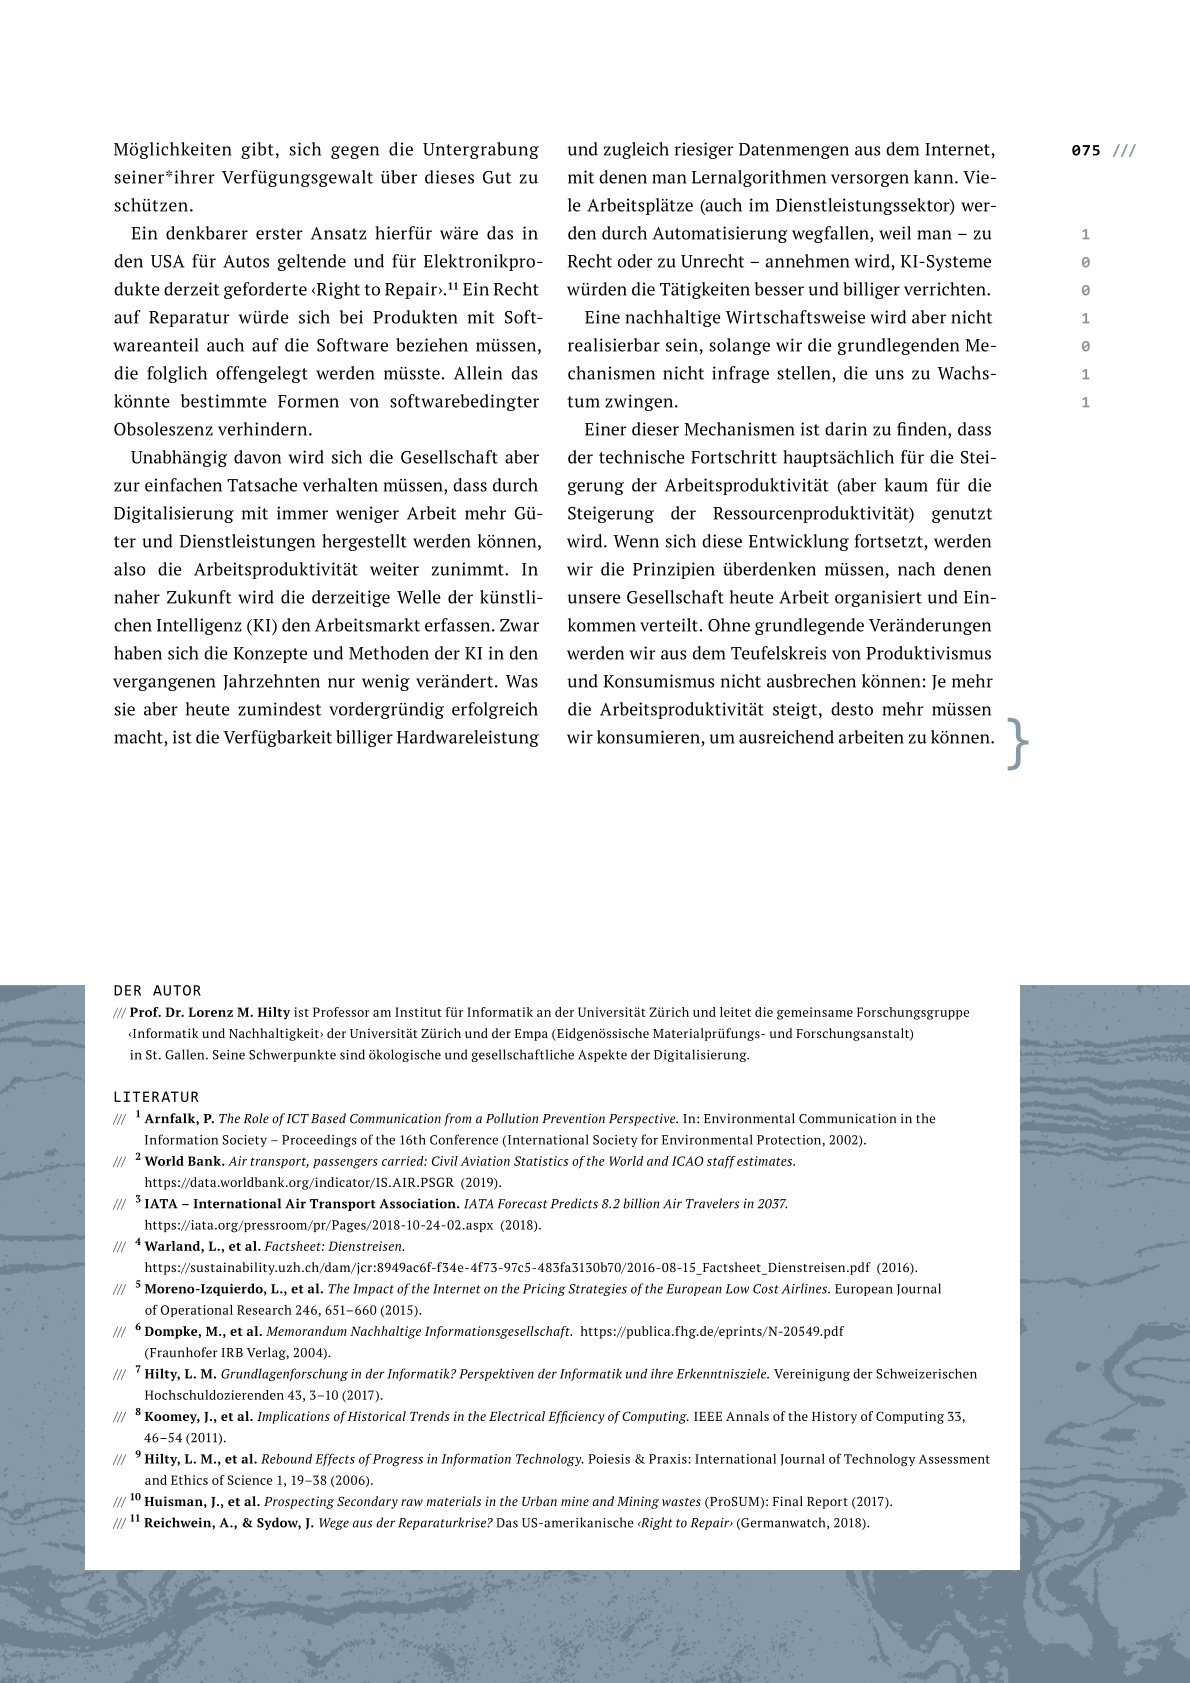 Möglichkeiten gibt, sich gegen die Untergrabung
seiner*ihrer Verfügungsgewalt über dieses Gut zu
schützen.
Ein denkbarer erster Ansatz hierfür wäre das in
den USA für Autos geltende und für Elektronikpro-
dukte derzeit geforderte ‹Right to Repair›.¹¹ Ein Recht
auf Reparatur würde sich bei Produkten mit Soft-
wareanteil auch auf die Software beziehen müssen,
die folglich offengelegt werden müsste. Allein das
könnte bestimmte Formen von softwarebedingter
Obsoleszenz verhindern.
Unabhängig davon wird sich die Gesellschaft aber
zur einfachen Tatsache verhalten müssen, dass durch
Digitalisierung mit immer weniger Arbeit mehr Gü-
ter und Dienstleistungen hergestellt werden können,
also die Arbeitsproduktivität weiter zunimmt. In
naher Zukunft wird die derzeitige Welle der künstli-
chen Intelligenz (KI) den Arbeitsmarkt erfassen. Zwar
haben sich die Konzepte und Methoden der KI in den
vergangenen Jahrzehnten nur wenig verändert. Was
sie aber heute zumindest vordergründig erfolgreich
macht, ist die Verfügbarkeit billiger Hardwareleistung
und zugleich riesiger Datenmengen aus dem Internet,
mit denen man Lernalgorithmen versorgen kann. Vie-
le Arbeitsplätze (auch im Dienstleistungssektor) wer-
den durch Automatisierung wegfallen, weil man – zu
Recht oder zu Unrecht – annehmen wird, KI-Systeme
würden die Tätigkeiten besser und billiger verrichten.
Eine nachhaltige Wirtschaftsweise wird aber nicht
realisierbar sein, solange wir die grundlegenden Me-
chanismen nicht infrage stellen, die uns zu Wachs-
tum zwingen.
Einer dieser Mechanismen ist darin zu finden, dass
der technische Fortschritt hauptsächlich für die Stei-
gerung der Arbeitsproduktivität (aber kaum für die
Steigerung der Ressourcenproduktivität) genutzt
wird. Wenn sich diese Entwicklung fortsetzt, werden
wir die Prinzipien überdenken müssen, nach denen
unsere Gesellschaft heute Arbeit organisiert und Ein-
kommen verteilt. Ohne grundlegende Veränderungen
werden wir aus dem Teufelskreis von Produktivismus
und Konsumismus nicht ausbrechen können: Je mehr
die Arbeitsproduktivität steigt, desto mehr müssen
wir konsumieren, um ausreichend arbeiten zu können. }
075 ///
1
0
0
1
0
1
1
DER AUTOR
/// Prof. Dr. Lorenz M. Hilty ist Professor am Institut für Informatik an der Universität Zürich und leitet die gemeinsame Forschungsgruppe
‹Informatik und Nachhaltigkeit› der Universität Zürich und der Empa (Eidgenössische Materialprüfungs- und Forschungsanstalt)
in St. Gallen. Seine Schwerpunkte sind ökologische und gesellschaftliche Aspekte der Digitalisierung.
LITERATUR
/// ¹ Arnfalk, P. The Role of ICT Based Communication from a Pollution Prevention Perspective. In: Environmental Communication in the
Information Society – Proceedings of the 16th Conference (International Society for Environmental Protection, 2002).
/// ² World Bank. Air transport, passengers carried: Civil Aviation Statistics of the World and ICAO staff estimates.
https://data.worldbank.org/indicator/IS.AIR.PSGR (2019).
/// ³ IATA – International Air Transport Association. IATA Forecast Predicts 8.2 billion Air Travelers in 2037.
https://iata.org/pressroom/pr/Pages/2018-10-24-02.aspx (2018).
/// ⁴ Warland, L., et al. Factsheet: Dienstreisen.
https://sustainability.uzh.ch/dam/jcr:8949ac6f-f34e-4f73-97c5-483fa3130b70/2016-08-15_Factsheet_Dienstreisen.pdf (2016).
/// ⁵ Moreno-Izquierdo, L., et al. The Impact of the Internet on the Pricing Strategies of the European Low Cost Airlines. European Journal
of Operational Research 246, 651–660 (2015).
/// ⁶ Dompke, M., et al. Memorandum Nachhaltige Informationsgesellschaft. https://publica.fhg.de/eprints/N-20549.pdf
(Fraunhofer IRB Verlag, 2004).
/// ⁷ Hilty, L. M. Grundlagenforschung in der Informatik? Perspektiven der Informatik und ihre Erkenntnisziele. Vereinigung der Schweizerischen
Hochschuldozierenden 43, 3–10 (2017).
/// ⁸ Koomey, J., et al. Implications of Historical Trends in the Electrical Efficiency of Computing. IEEE Annals of the History of Computing 33,
46–54 (2011).
/// ⁹ Hilty, L. M., et al. Rebound Effects of Progress in Information Technology. Poiesis & Praxis: International Journal of Technology Assessment
and Ethics of Science 1, 19–38 (2006).
/// ¹⁰ Huisman, J., et al. Prospecting Secondary raw materials in the Urban mine and Mining wastes (ProSUM): Final Report (2017).
/// ¹¹ Reichwein, A., & Sydow, J. Wege aus der Reparaturkrise? Das US-amerikanische ‹Right to Repair› (Germanwatch, 2018).